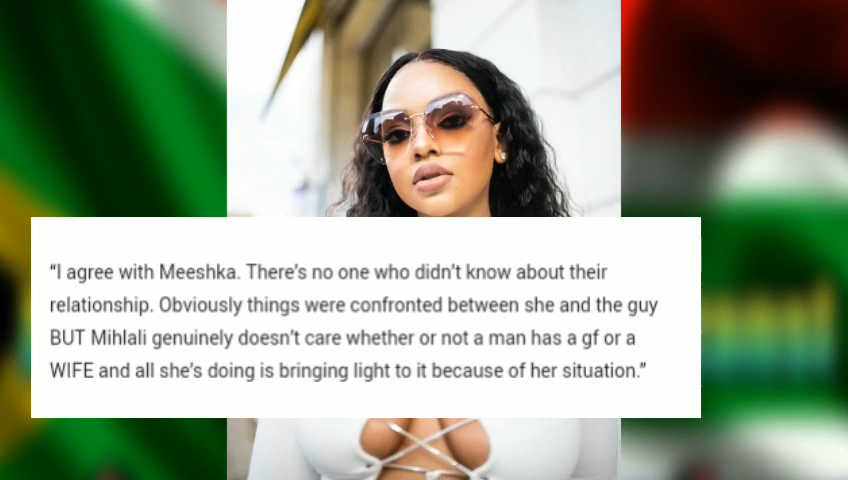 “I agree with Meeshka. There’s no one who didn’t know about their
relationship. Obviously things were confronted between she and the guy
BUT Mihlali genuinely doesn’t care whether or not a man has a gf or a
WIFE and all she’s doing is bringing light to it because of her situation.”